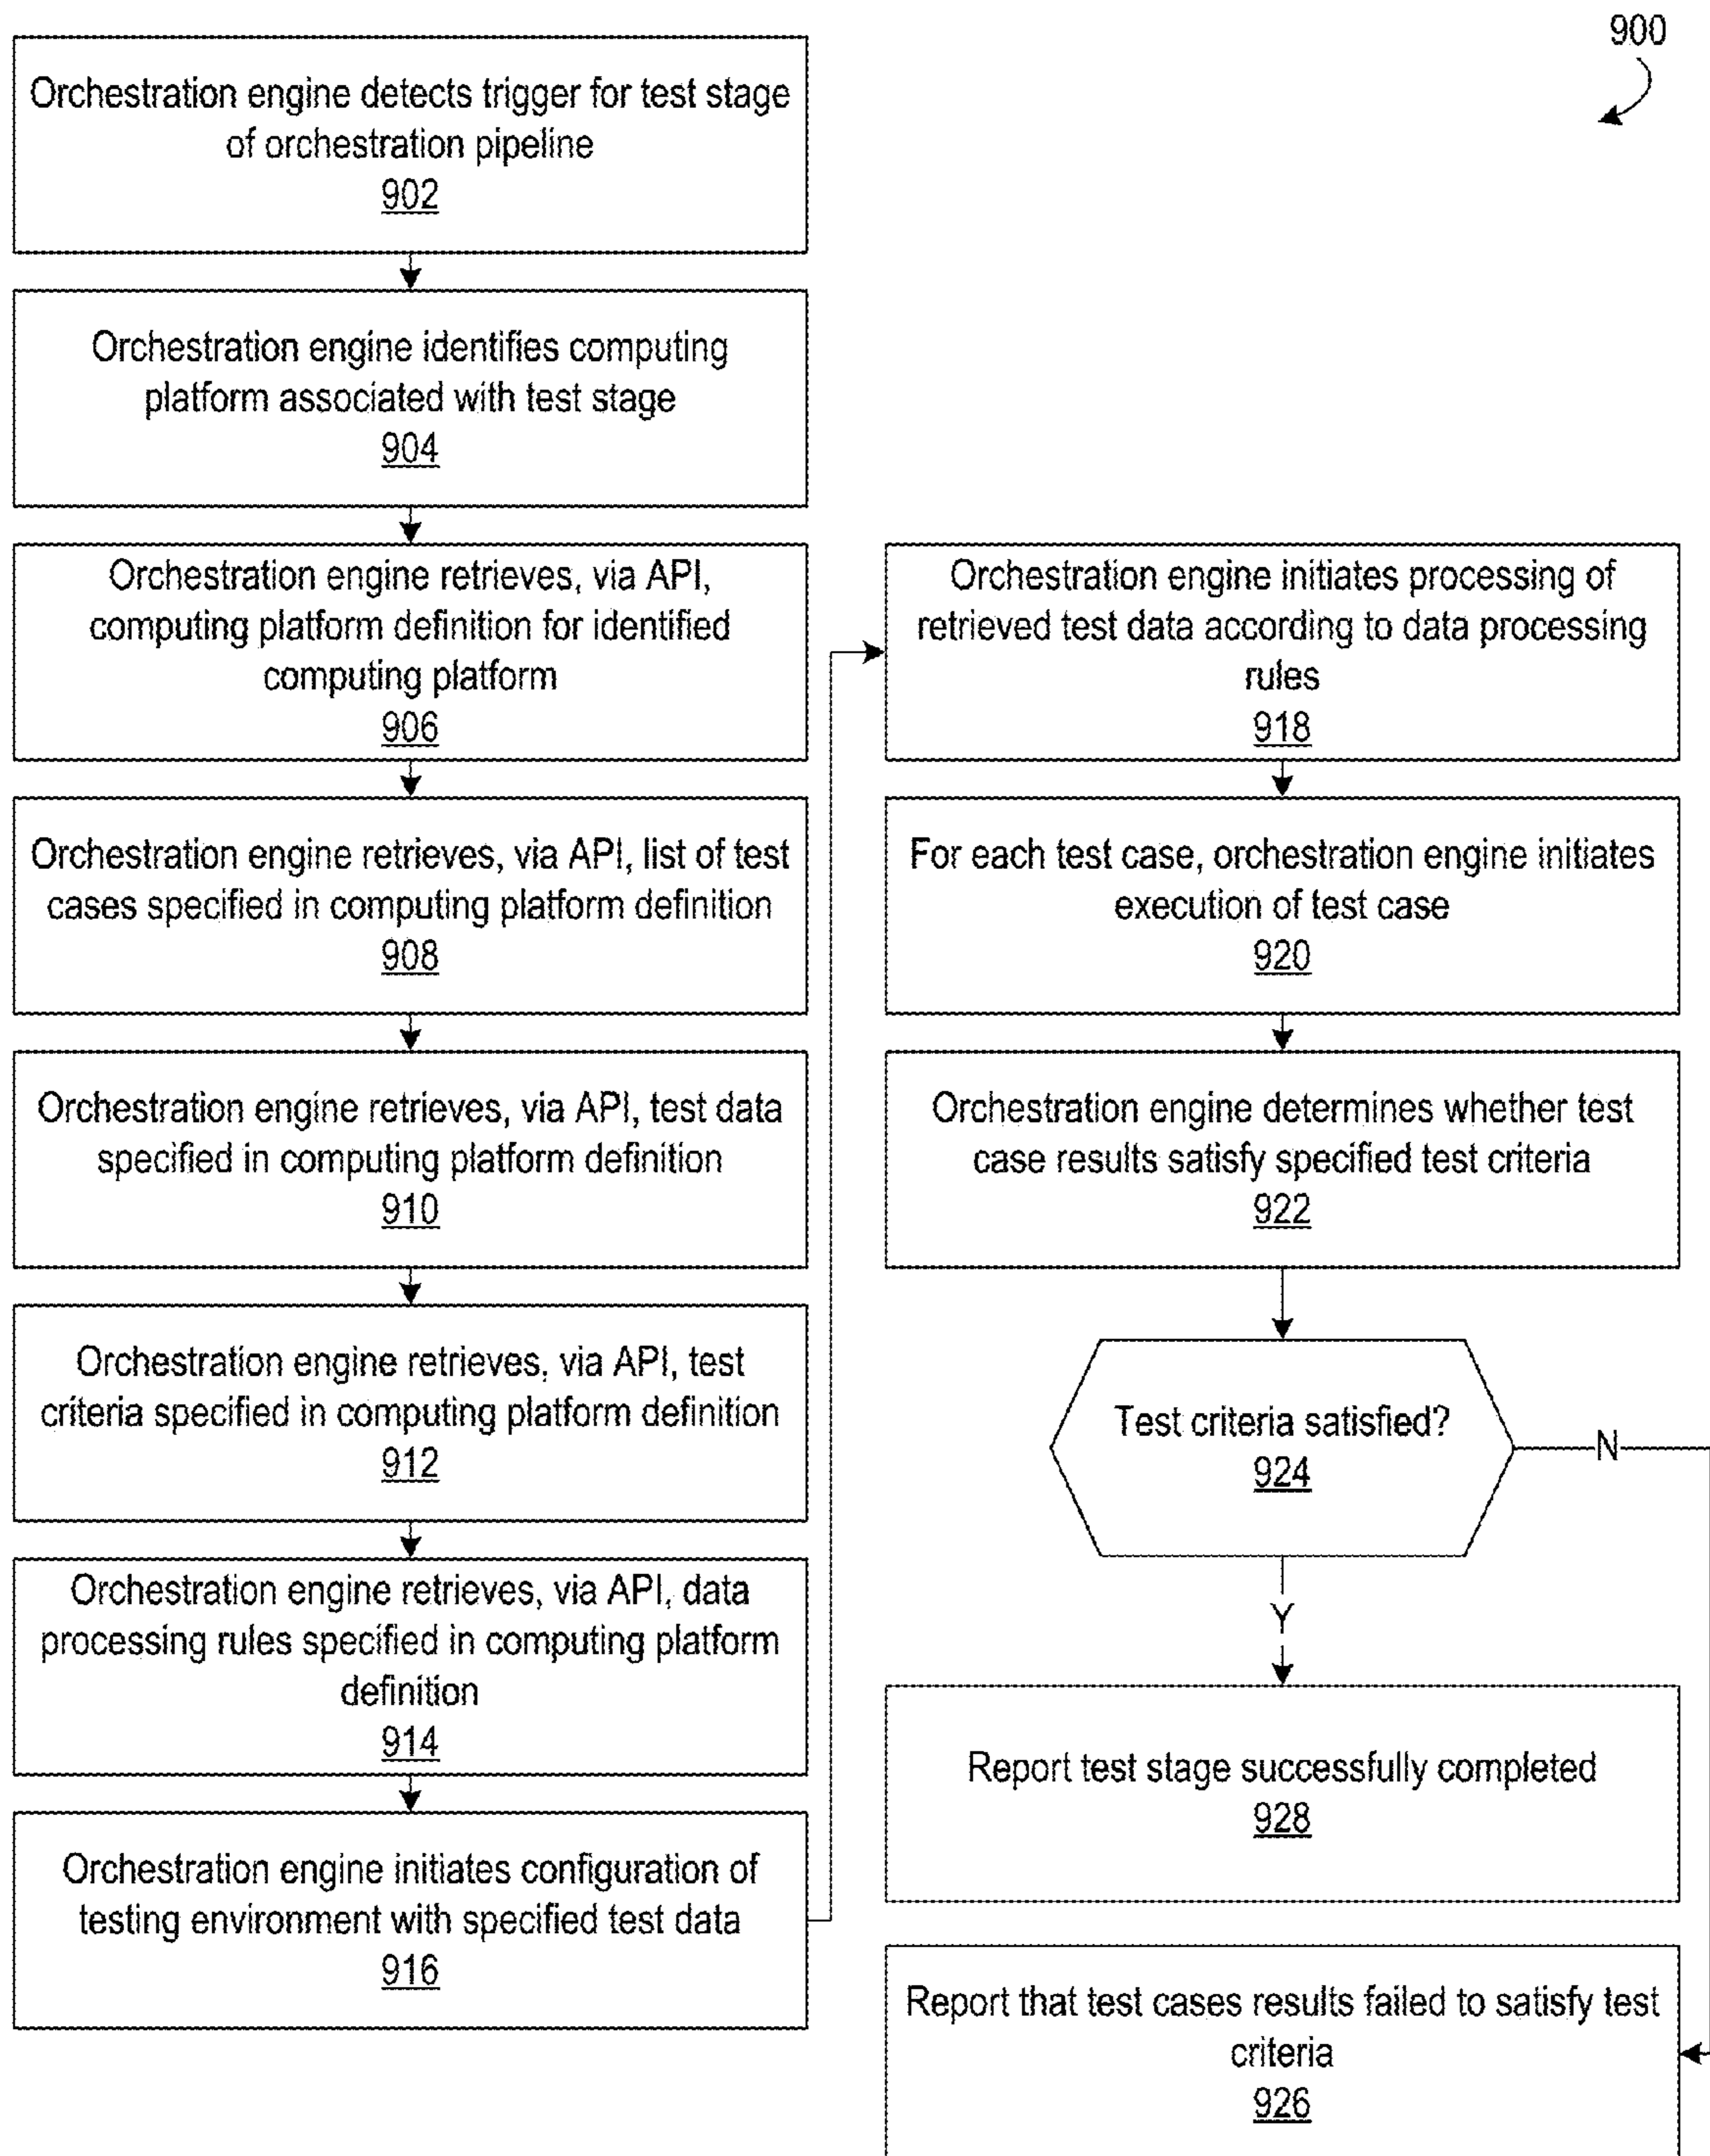 900
Orchestration engine detects trigger for test stage
of orchestration pipeline
902
Orchestration engine identifies computing
platform associated with test stage
904
Orchestration engine retrieves, via API,
computing platform definition for identified
computing platform
906
Orchestration engine retrieves, via API, list of test
cases specified in computing platform definition
908
Orchestration engine retrieves, via API, test data
specified in computing platform definition
910
Orchestration engine retrieves, via API, test
criteria specified in computing platform definition
912
Orchestration engine retrieves, via API, data
processing rules specified in computing platform
definition
914
Orchestration engine initiates configuration of
testing environment with specified test data
916
Orchestration engine initiates processing of
retrieved test data according to data processing
rules
918
For each test case, orchestration engine initiates
execution of test case
920
Orchestration engine determines whether test
case results satisfy specified test criteria
922
Test criteria satisfied?
924
N
Y
Report test stage successfully completed
928
Report that test cases results failed to satisfy test
criteria
926